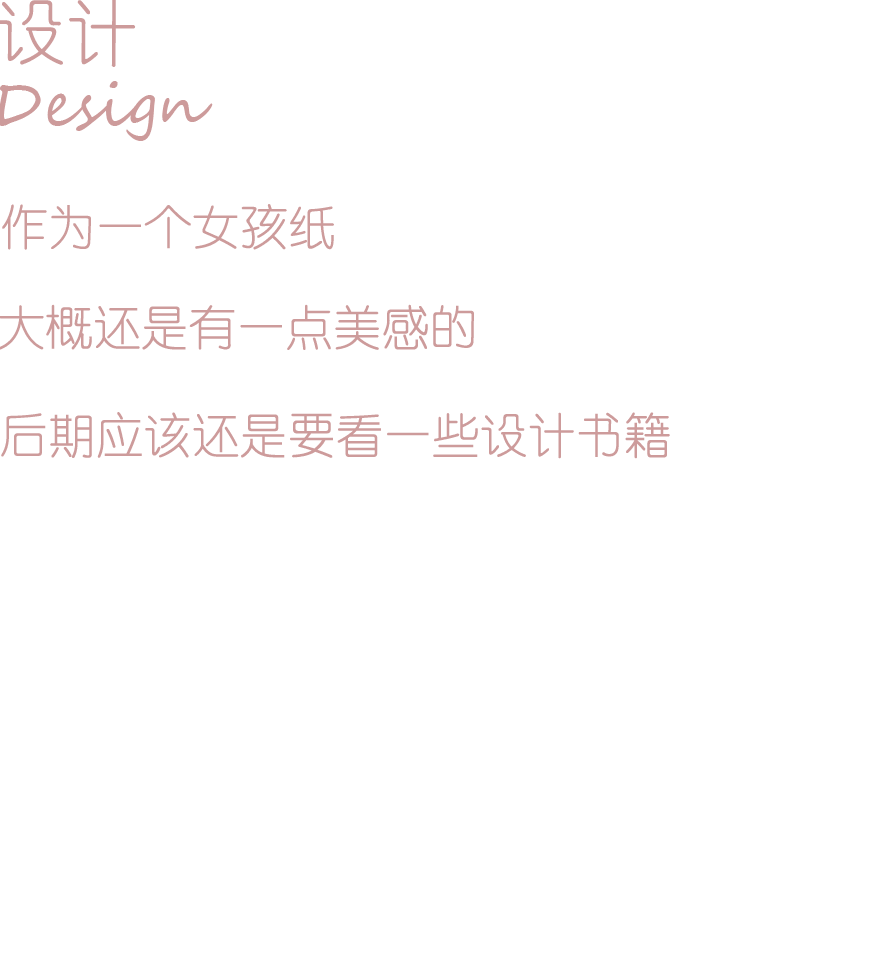 设计
Design
作为一个女孩纸
大概还是有一点美感的
后期应该还是要看一些设计书籍